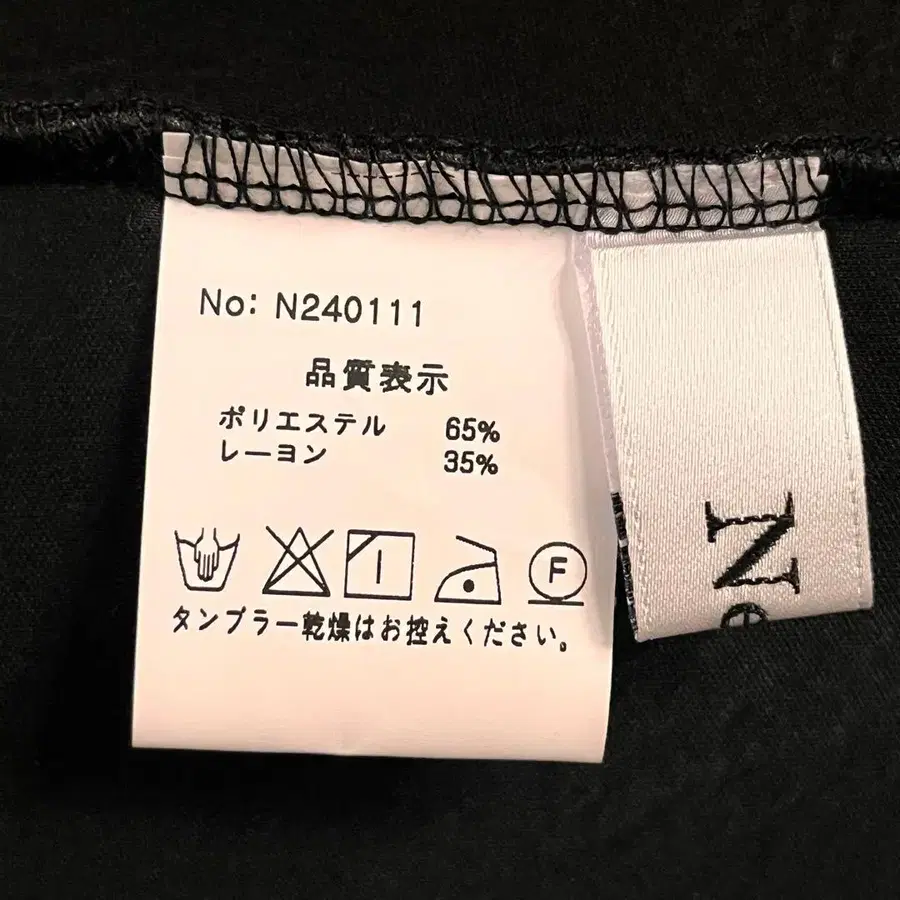 No: N240111
品質表示
ポリエステル 65%
レーヨン 35%
F
タンブラー乾燥はお控えください。
Ne